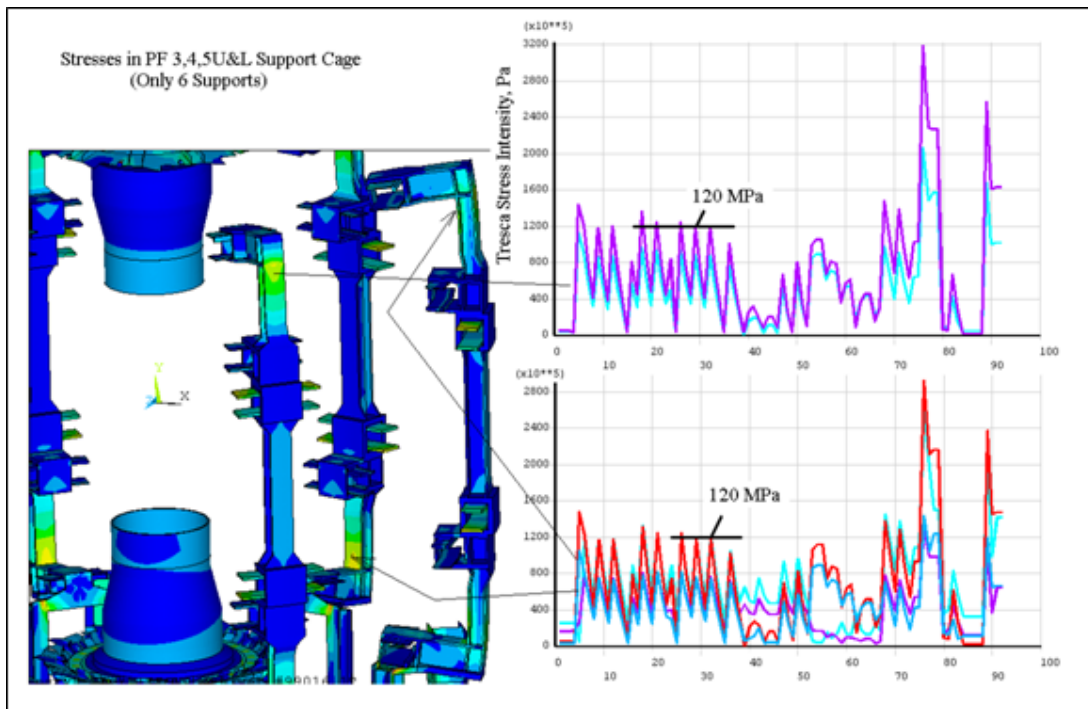 Stresses in PF 3,4,5U&L Support Cage
(Only 6 Supports)
Y
X
Tresca Stress Intensity, Pa
(x10**5)
3200
2800
2400
2000
1600
1200
800
400
0
120 MPa
0 10 20 30 40 50 60 70 80 90 100
(x10**5)
2800
2400
2000
1600
1200
800
400
0
120 MPa
0 10 20 30 40 50 60 70 80 90 100